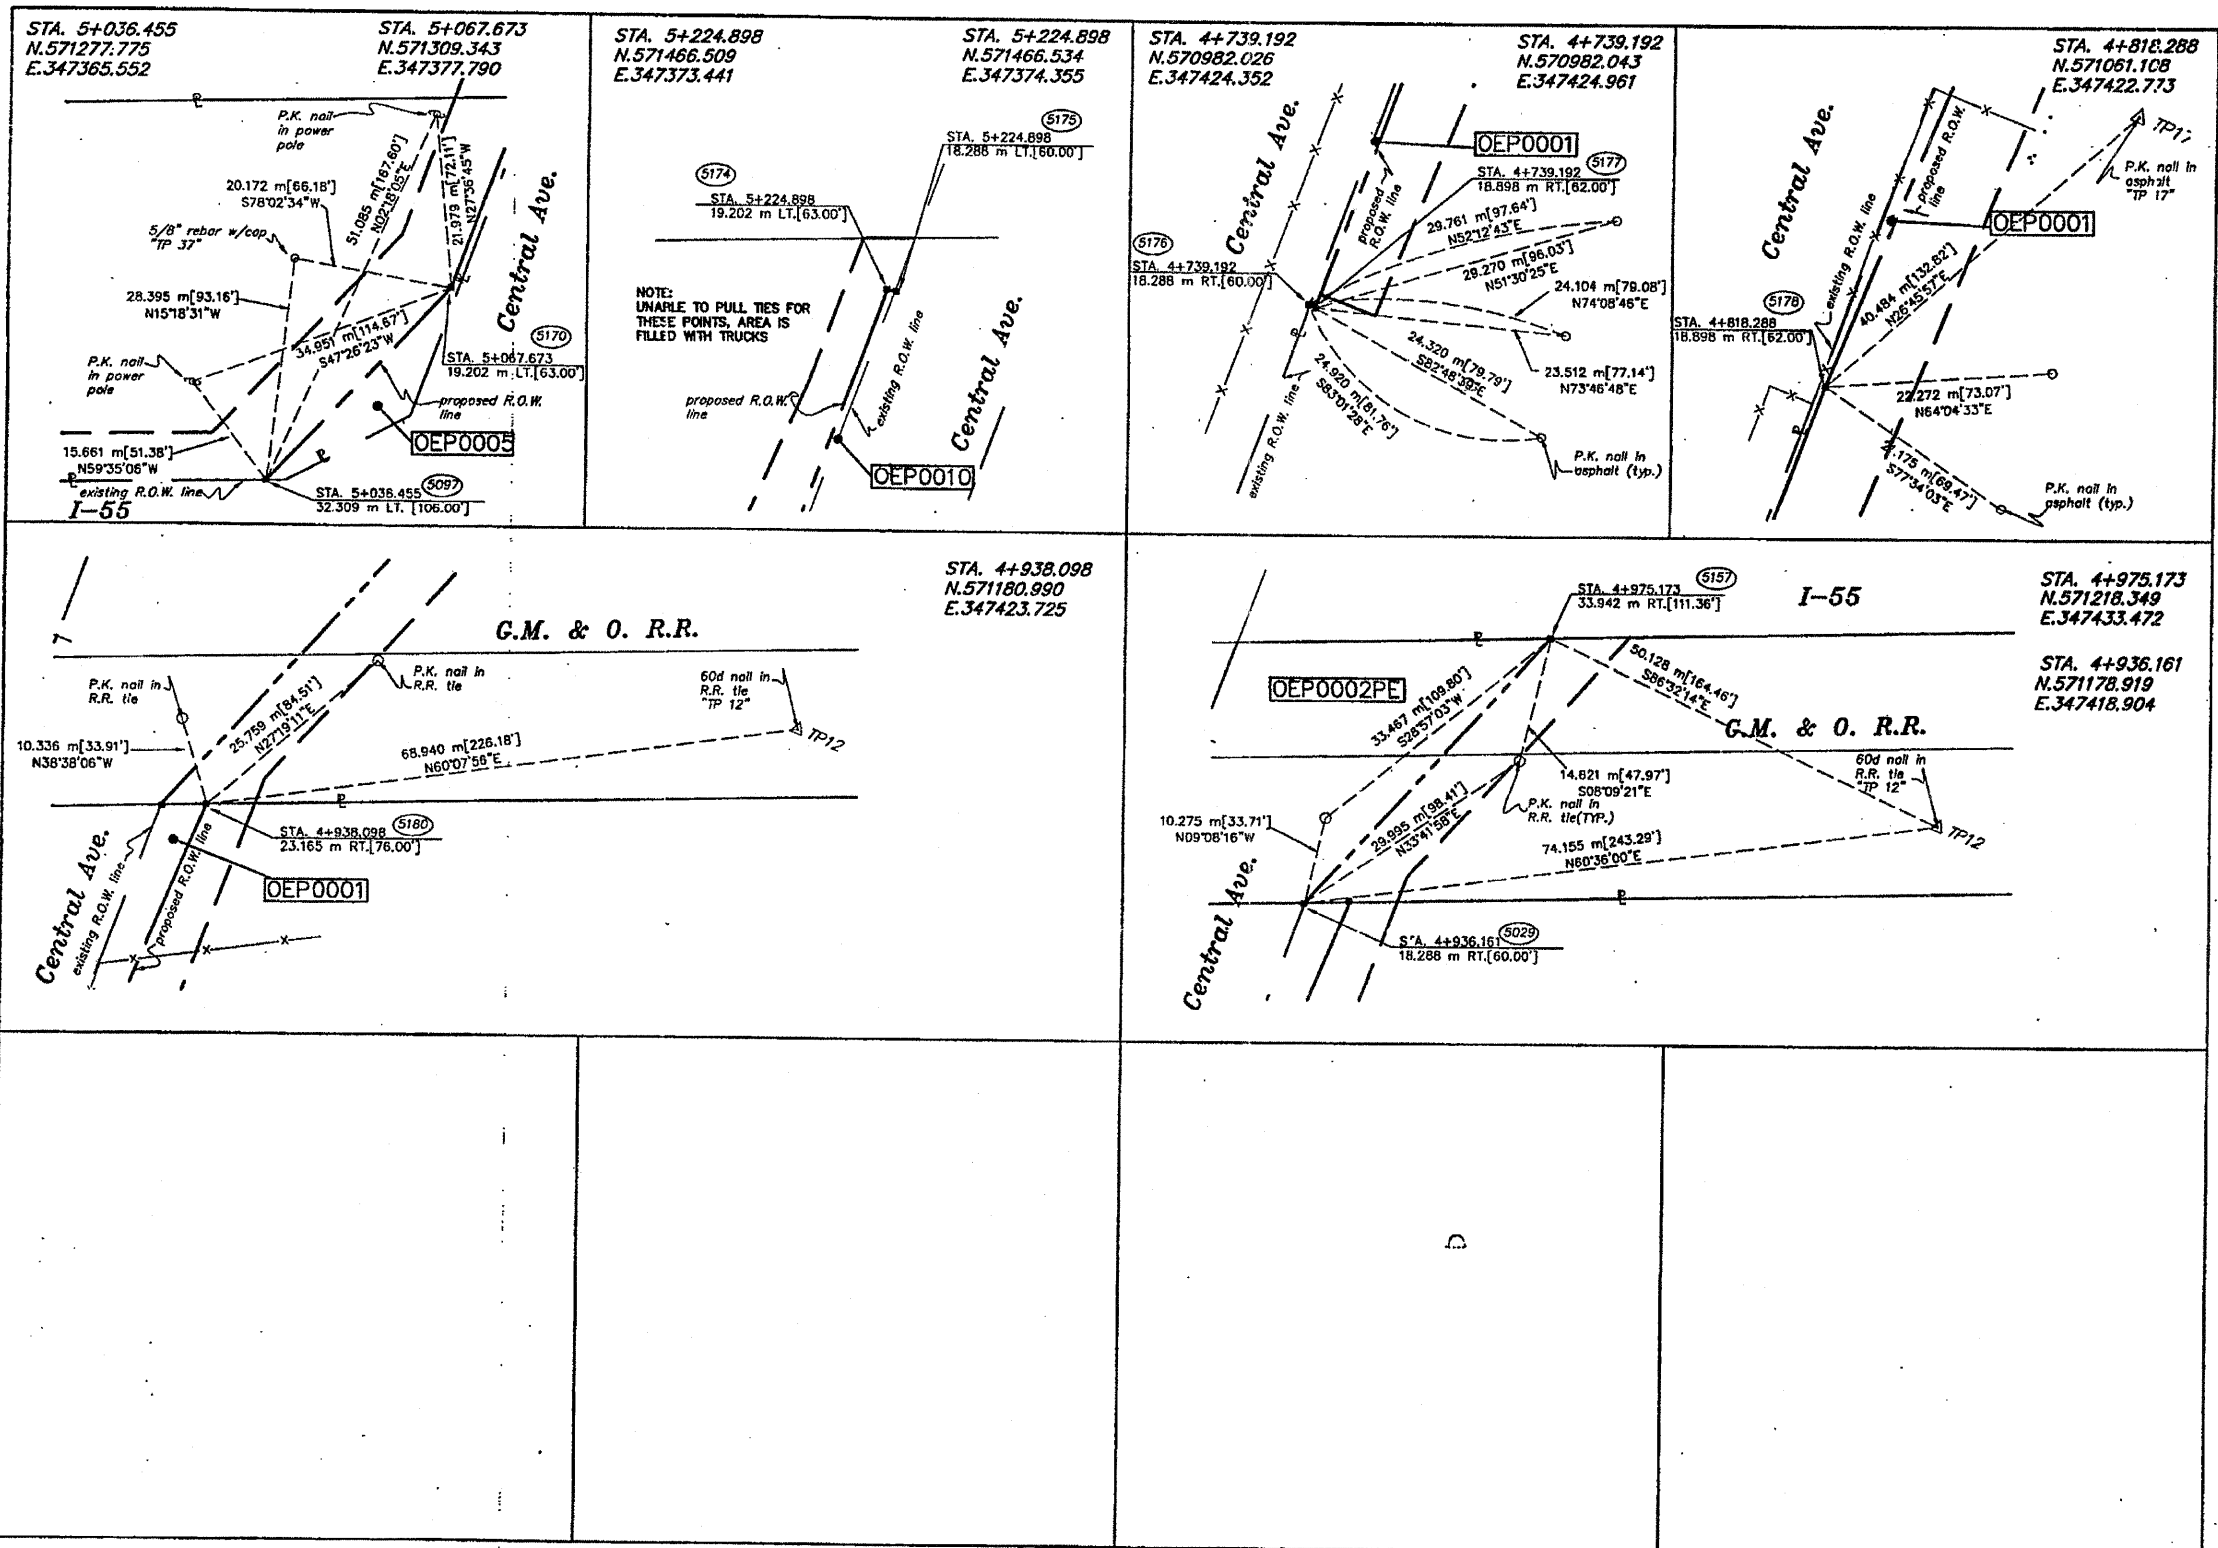 STA. 5+036.455
N.571277.775
E.347365.552
STA. 5+067.673
N.571309.343
E.347377.790
P.K. nail
in power
pole
51.085 m[167.60']
N02°18'05"E
21.979 m[72.11']
N27°36'45"W
20.172 m[66.18']
S78°02'34"W
5/8" rebar w/cap
"TP 37"
28.395 m[93.16']
N15°18'31"W
34.951 m[114.67']
S47°26'23"W
Central Ave.
5170
STA. 5+067.673
19.202 m LT.[63.00']
P.K. nail
in power
pole
proposed R.O.W.
line
OEP0005
15.661 m[51.38']
N59°35'06"W
existing R.O.W. line
I-55
STA. 5+036.455
5097
32.309 m LT. [106.00']
STA. 5+224.898
N.571466.509
E.347373.441
STA. 5+224.898
N.571466.534
E.347374.355
5175
STA. 5+224.898
18.288 m LT.[60.00']
5174
STA. 5+224.898
19.202 m LT.[63.00']
NOTE:
UNABLE TO PULL TIES FOR
THESE POINTS, AREA IS
FILLED WITH TRUCKS
proposed R.O.W.
line
existing R.O.W. line
Central Ave.
OEP0010
STA. 4+739.192
N.570982.026
E.347424.352
STA. 4+739.192
N.570982.043
E.347424.961
Central Ave.
OEP0001
5177
STA. 4+739.192
18.898 m RT.[62.00']
proposed
R.O.W. line
29.761 m[97.64']
N52°12'43"E
29.270 m[96.03']
N51°30'25"E
5176
STA. 4+739.192
18.288 m RT.[60.00']
24.104 m[79.08']
N74°08'46"E
24.320 m[79.79']
S82°48'39"E
23.512 m[77.14']
N73°46'48"E
24.920 m[81.76']
S83°01'28"E
existing R.O.W. line
P.K. nail in
asphalt (typ.)
STA. 4+818.288
N.571061.108
E.347422.773
Central Ave.
proposed R.O.W.
line
TP17
P.K. nail in
asphalt
"TP 17"
OEP0001
existing R.O.W. line
5178
STA. 4+818.288
18.898 m RT.[62.00']
40.484 m[132.82']
N26°45'57"E
22.272 m[73.07']
N64°04'33"E
21.175 m[69.47']
S77°34'03"E
P.K. nail in
asphalt (typ.)
STA. 4+938.098
N.571180.990
E.347423.725
G.M. & O. R.R.
P.K. nail in
R.R. tie
P.K. nail in
R.R. tie
60d nail in
R.R. tie
"TP 12"
TP12
25.759 m[84.51']
N27°19'11"E
10.336 m[33.91']
N38°38'06"W
68.940 m[226.18']
N60°07'56"E
STA. 4+938.098
5180
23.165 m RT.[76.00']
OEP0001
Central Ave.
existing R.O.W. line
proposed R.O.W. line
STA. 4+975.173
5157
33.942 m RT.[111.36']
I-55
STA. 4+975.173
N.571218.349
E.347433.472
STA. 4+936.161
N.571178.919
E.347418.904
OEP0002PE
33.467 m[109.80']
S28°57'03"W
50.128 m[164.46']
S86°32'14"E
G.M. & O. R.R.
60d nail in
R.R. tie
"TP 12"
TP12
14.621 m[47.97']
S08°09'21"E
P.K. nail in
R.R. tie(TYP.)
10.275 m[33.71']
N09°08'16"W
29.995 m[98.41']
N33°41'58"E
74.155 m[243.29']
N60°36'00"E
Central Ave.
STA. 4+936.161
5029
18.288 m RT.[60.00']